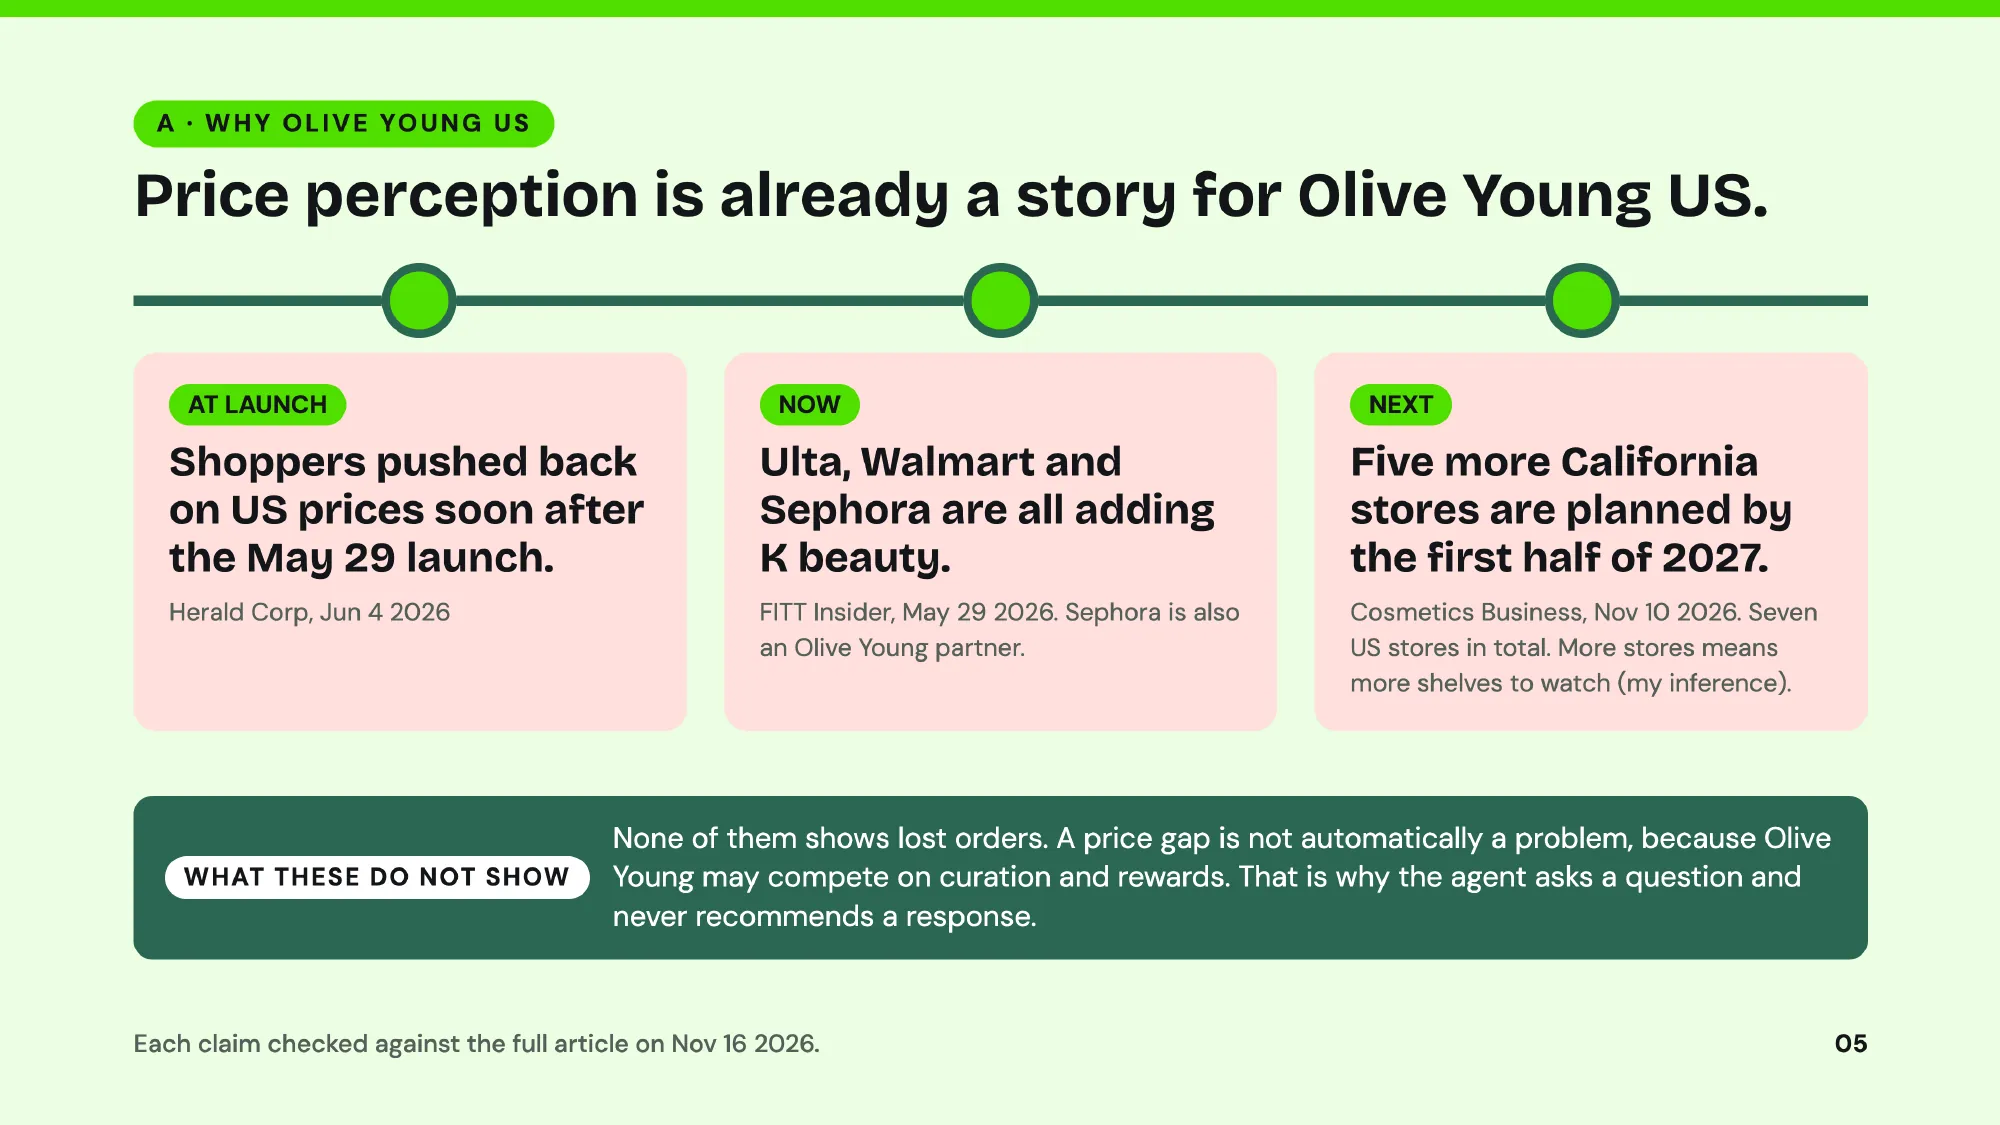 A · WHY OLIVE YOUNG US
Price perception is already a story for Olive Young US.
AT LAUNCH
Shoppers pushed back
on US prices soon after
the May 29 launch.
Herald Corp, Jun 4 2026
NOW
Ulta, Walmart and
Sephora are all adding
K beauty.
FITT Insider, May 29 2026. Sephora is also
an Olive Young partner.
NEXT
Five more California
stores are planned by
the first half of 2027.
Cosmetics Business, Nov 10 2026. Seven
US stores in total. More stores means
more shelves to watch (my inference).
WHAT THESE DO NOT SHOW
None of them shows lost orders. A price gap is not automatically a problem, because Olive
Young may compete on curation and rewards. That is why the agent asks a question and
never recommends a response.
Each claim checked against the full article on Nov 16 2026.
05